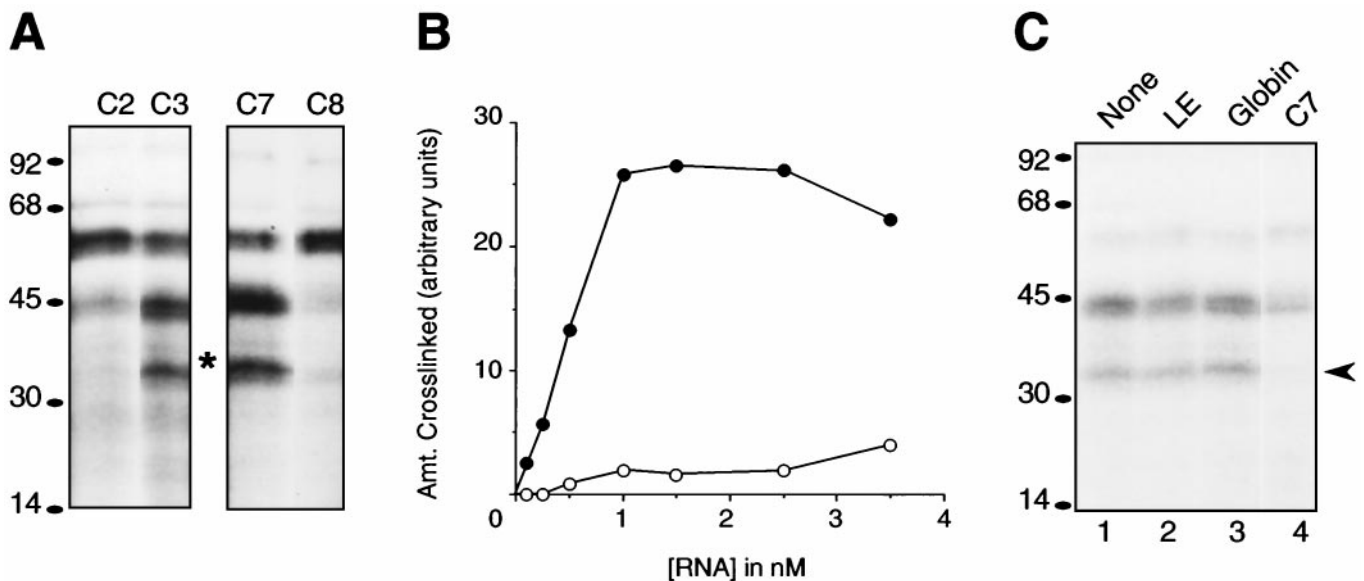 A
C2 C3 C7 C8
92
68
45
*
30
14
B
30
20
10
0 1 2 3 4
Amt. Crosslinked (arbitrary units)
[RNA] in nM
C
None LE Globin C7
92
68
45
30
14
1 2 3 4